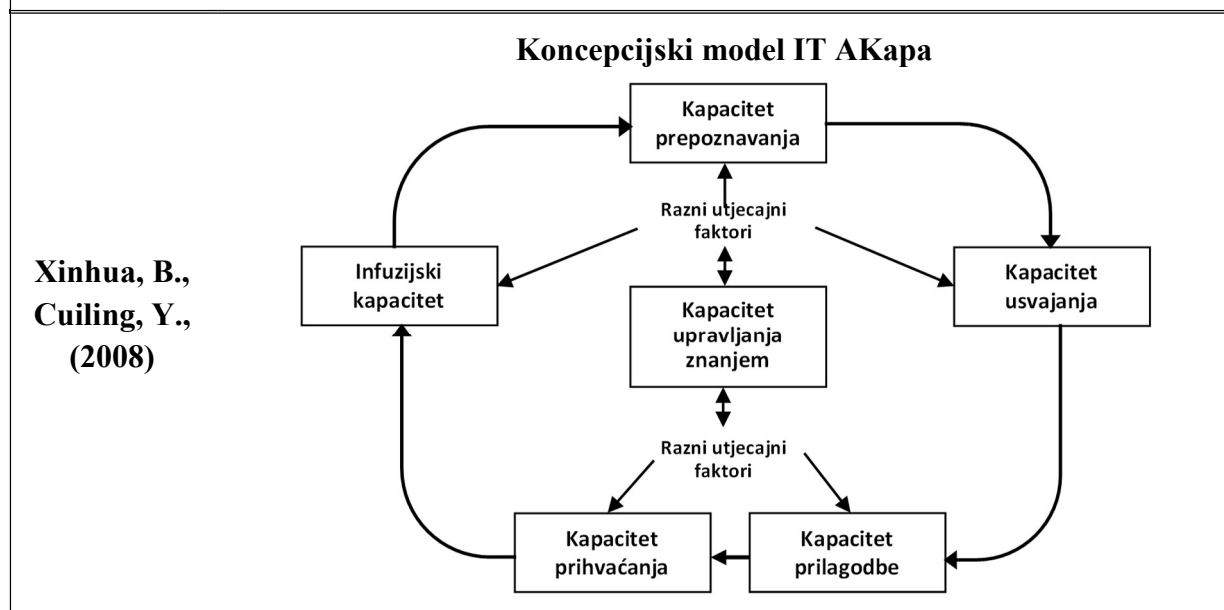 Koncepcijski model IT AKapa
Xinhua, B.,
Cuiling, Y.,
(2008)
Kapacitet
prepoznavanja
Razni utjecajni
faktori
Infuzijski
kapacitet
Kapacitet
usvajanja
Kapacitet
upravljanja
znanjem
Razni utjecajni
faktori
Kapacitet
prihvaćanja
Kapacitet
prilagodbe